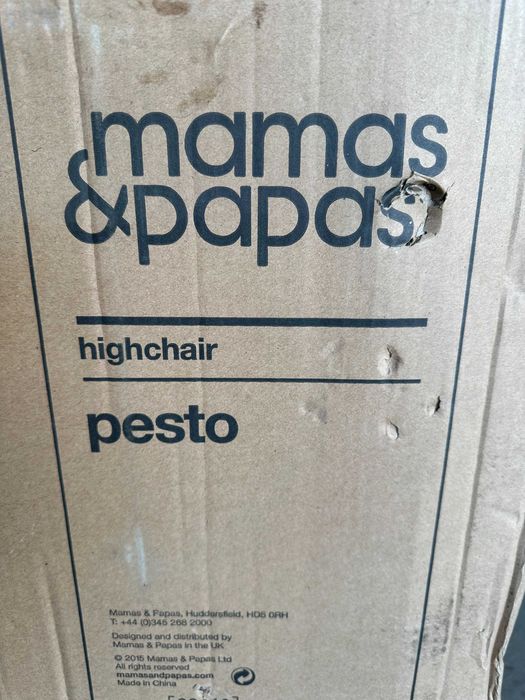 mamas
&papas
highchair
pesto
Mamas & Papas, Huddersfield, HD5 0RH
T: +44 (0)345 268 2000
Designed and distributed by
Mamas & Papas in the UK
© 2015 Mamas & Papas Ltd
All rights reserved
mamasandpapas.com
Made in China